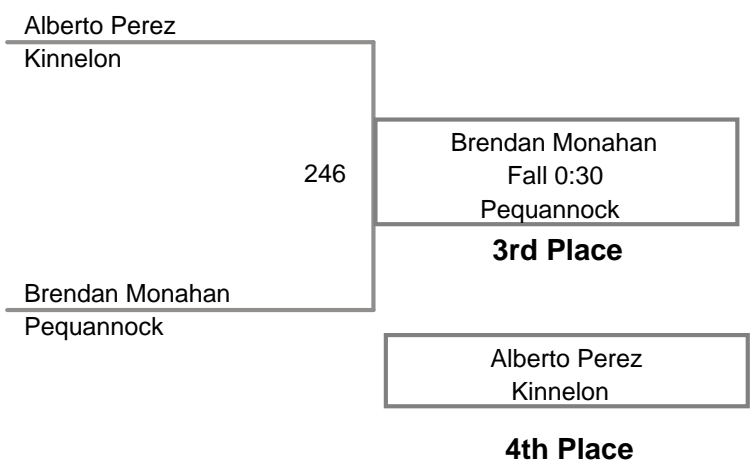 Alberto Perez
Kinnelon
246
Brendan Monahan
Fall 0:30
Pequannock
3rd Place
Brendan Monahan
Pequannock
Alberto Perez
Kinnelon
4th Place